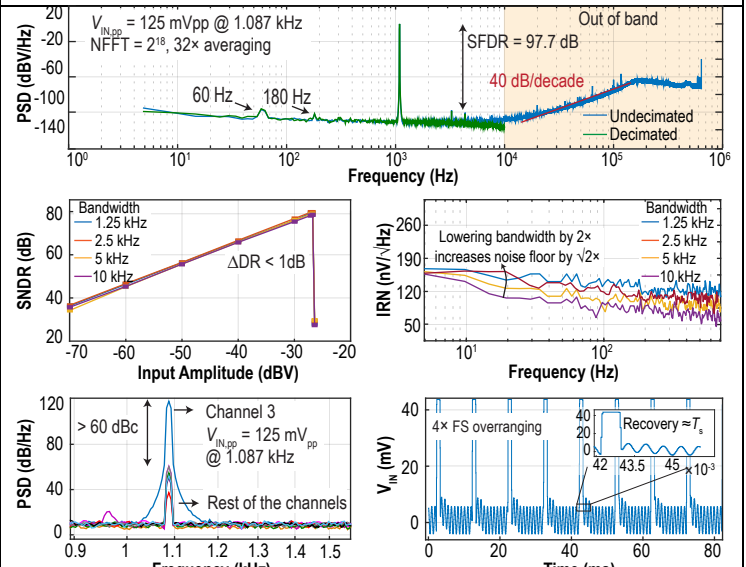 20
-20
-60
-100
-140
PSD (dBV/Hz)
V_IN,pp = 125 mVpp @ 1.087 kHz
NFFT = 2^18, 32× averaging
60 Hz
180 Hz
SFDR = 97.7 dB
Out of band
40 dB/decade
Undecimated
Decimated
10^0 10^1 10^2 10^3 10^4 10^5 10^6
Frequency (Hz)
80
60
40
20
SNDR (dB)
Bandwidth
1.25 kHz
2.5 kHz
5 kHz
10 kHz
ΔDR < 1dB
-70 -60 -50 -40 -30 -20
Input Amplitude (dBV)
260
190
120
50
IRN (nV/√Hz)
Lowering bandwidth by 2×
increases noise floor by √2×
Bandwidth
1.25 kHz
2.5 kHz
5 kHz
10 kHz
10^1 10^2
Frequency (Hz)
120
80
40
0
PSD (dB/Hz)
> 60 dBc
Channel 3
V_IN,pp = 125 mV_pp
@ 1.087 kHz
Rest of the channels
0.9 1 1.1 1.2 1.3 1.4 1.5
Frequency (kHz)
40
20
0
V_IN (mV)
4× FS overranging
40
20
0
Recovery ≈T_s
42 43.5 45 ×10^-3
0 20 40 60 80
Time (ms)